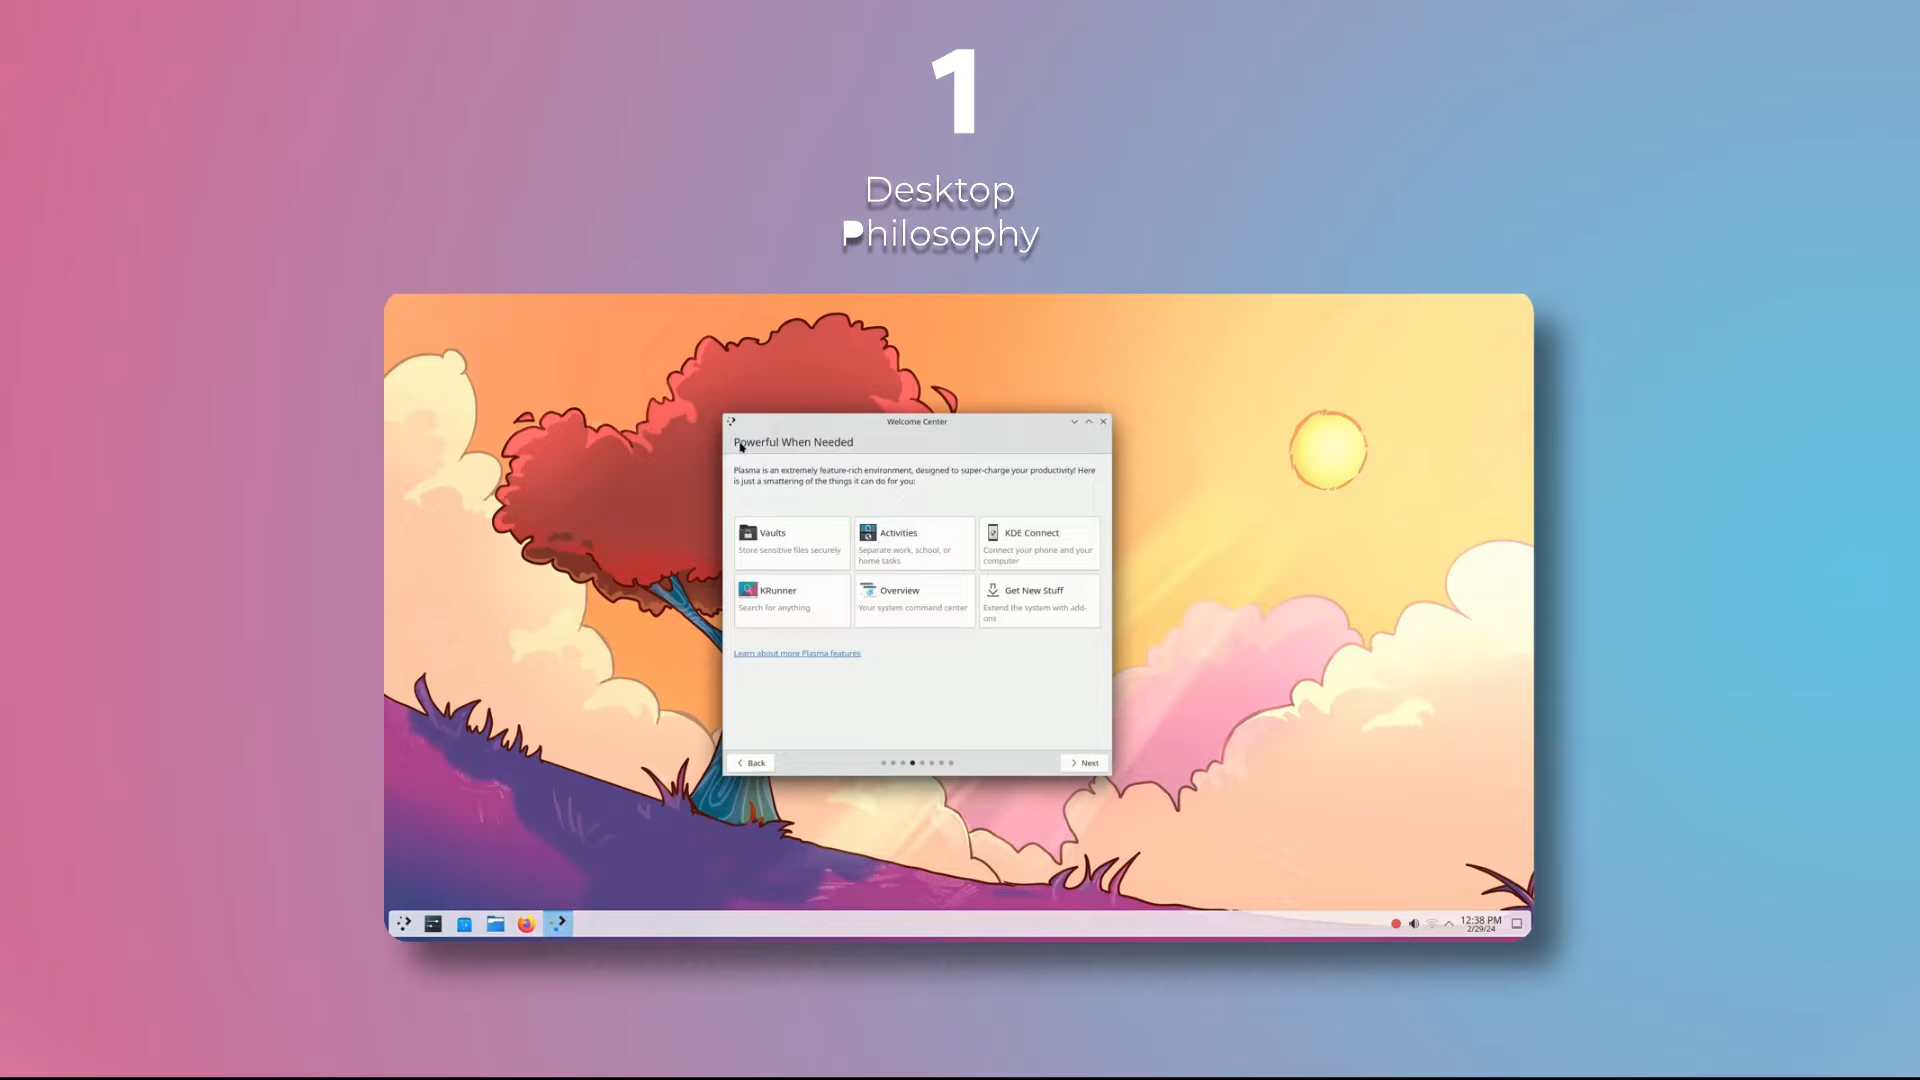 1
Desktop
Philosophy
Welcome Center
Powerful When Needed
Plasma is an extremely feature-rich environment, designed to super-charge your productivity! Here
is just a smattering of the things it can do for you:
Vaults
Store sensitive files securely
Activities
Separate work, school, or
home tasks
KDE Connect
Connect your phone and your
computer
KRunner
Search for anything
Overview
Your system command center
Get New Stuff
Extend the system with add-
ons
Learn about more Plasma features
Back
Next
12:38 PM
2/29/24